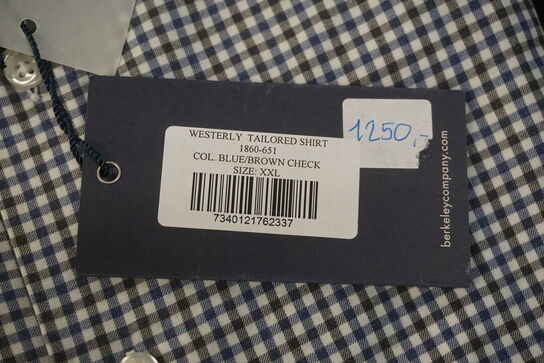 WESTERLY TAILORED SHIRT
1860-651
COL. BLUE/BROWN CHECK
SIZE: XXL
7340121762337
1250,-
berkeleycompany.com